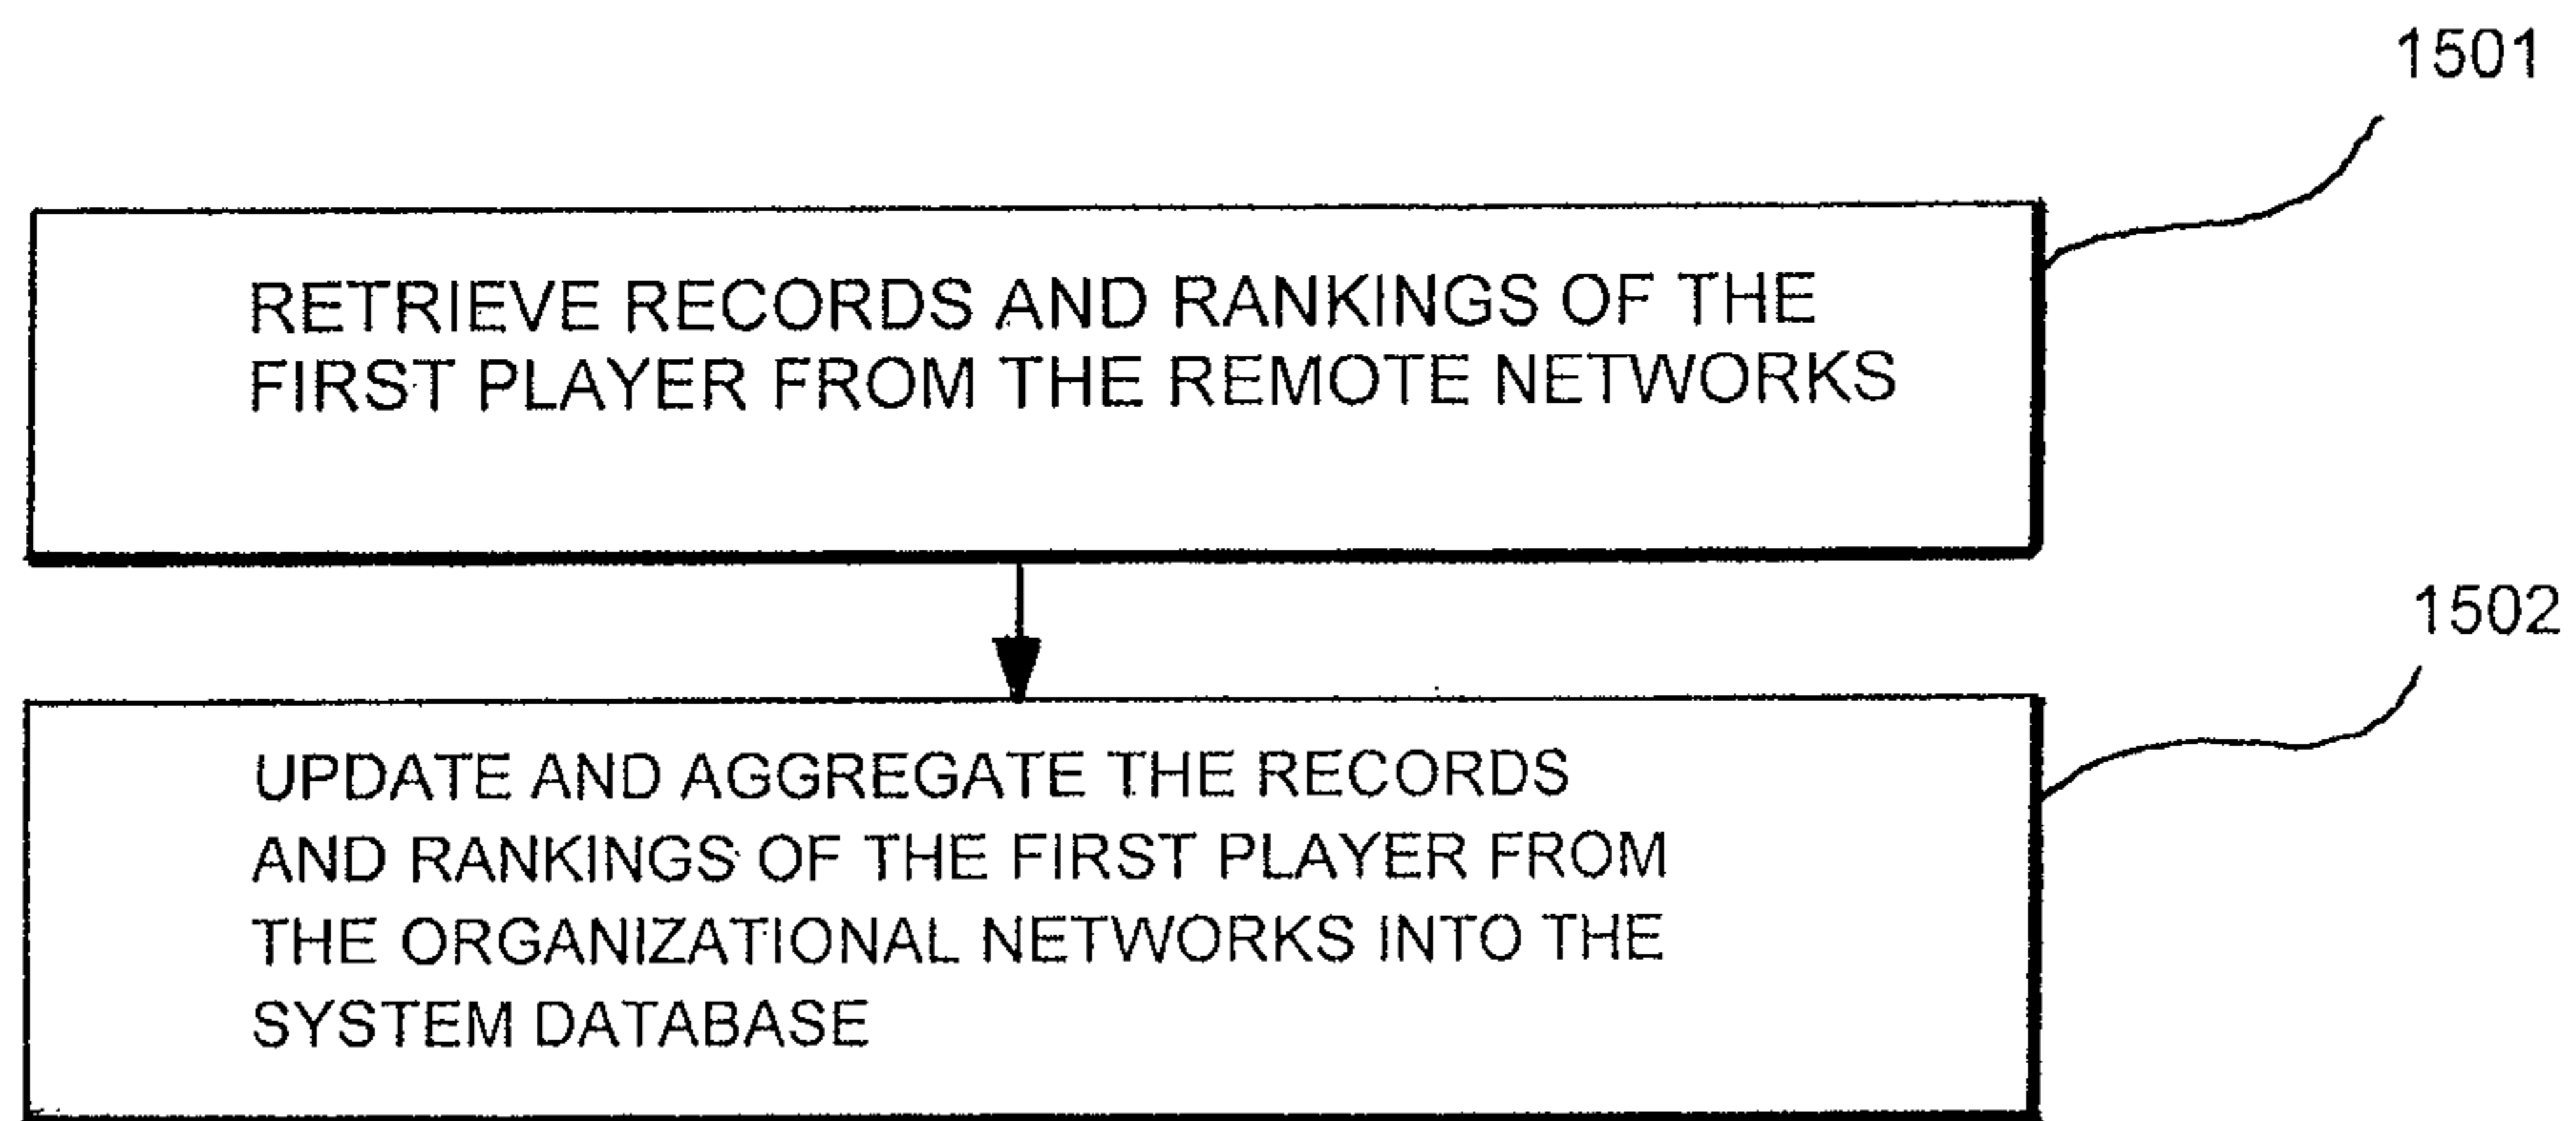 1501
RETRIEVE RECORDS AND RANKINGS OF THE
FIRST PLAYER FROM THE REMOTE NETWORKS
1502
UPDATE AND AGGREGATE THE RECORDS
AND RANKINGS OF THE FIRST PLAYER FROM
THE ORGANIZATIONAL NETWORKS INTO THE
SYSTEM DATABASE